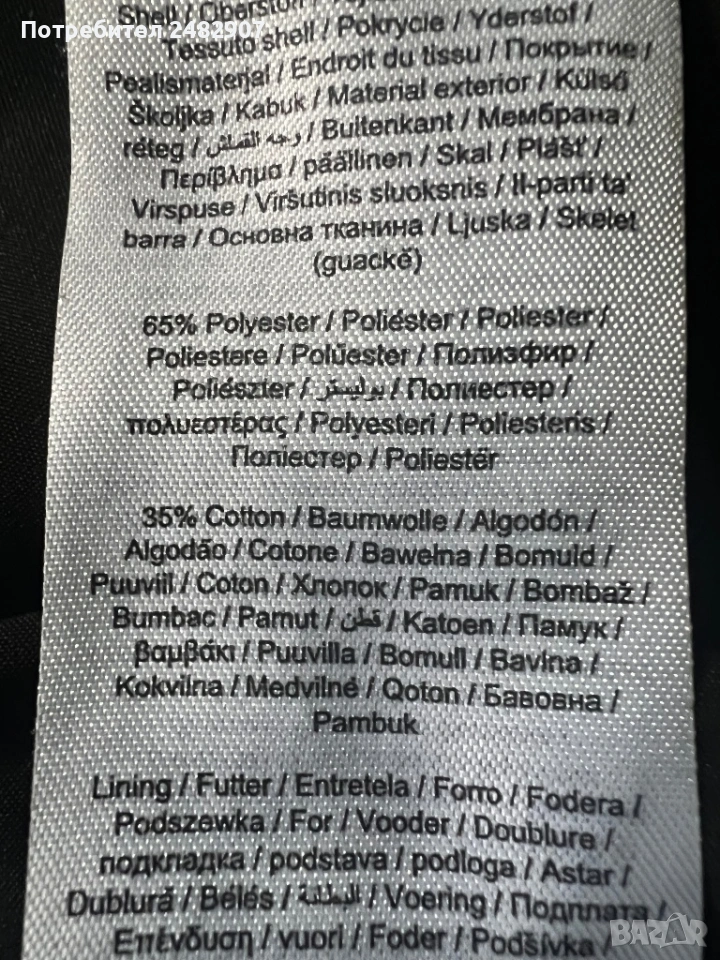 Потребител 2482907
Shell / Oberstoff /
Tessuto shell / Pokrycie / Yderstof /
Pealismaterjal / Endroit du tissu / Покрытие /
Školjka / Kabuk / Material exterior / Külső
réteg / وجه القماش / Buitenkant / Мембрана /
Περίβλημα / päällinen / Skal / Plášť /
Virspuse / Viršutinis sluoksnis / Il-parti ta'
barra / Основна тканина / Ljuska / Skelet
(guackë)
65% Polyester / Poliéster / Poliester /
Poliestere / Polüester / Полиэфир /
Poliészter / بوليستر / Полиестер /
πολυεστέρας / Polyesteri / Poliesteris /
Поліестер / Poliestër
35% Cotton / Baumwolle / Algodón /
Algodão / Cotone / Bawełna / Bomuld /
Puuvill / Coton / Хлопок / Pamuk / Bombaž /
Bumbac / Pamut / قطن / Katoen / Памук /
βαμβάκι / Puuvilla / Bomull / Bavlna /
Kokvilna / Medvilnė / Qoton / Бавовна /
Pambuk
Lining / Futter / Entretela / Forro / Fodera /
Podszewka / For / Vooder / Doublure /
подкладка / podstava / podloga / Astar /
Dublură / Bélés / البطانة / Voering / Подплата /
Επένδυση / vuori / Foder / Podšívka /
BAZAR